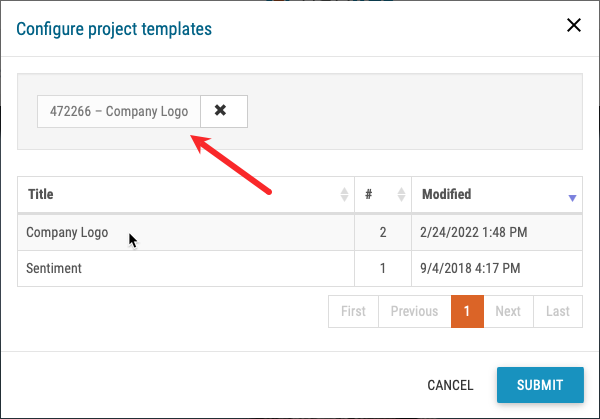 Configure project templates
472266 – Company Logo
Title # Modified
Company Logo 2 2/24/2022 1:48 PM
Sentiment 1 9/4/2018 4:17 PM
First Previous 1 Next Last
CANCEL SUBMIT